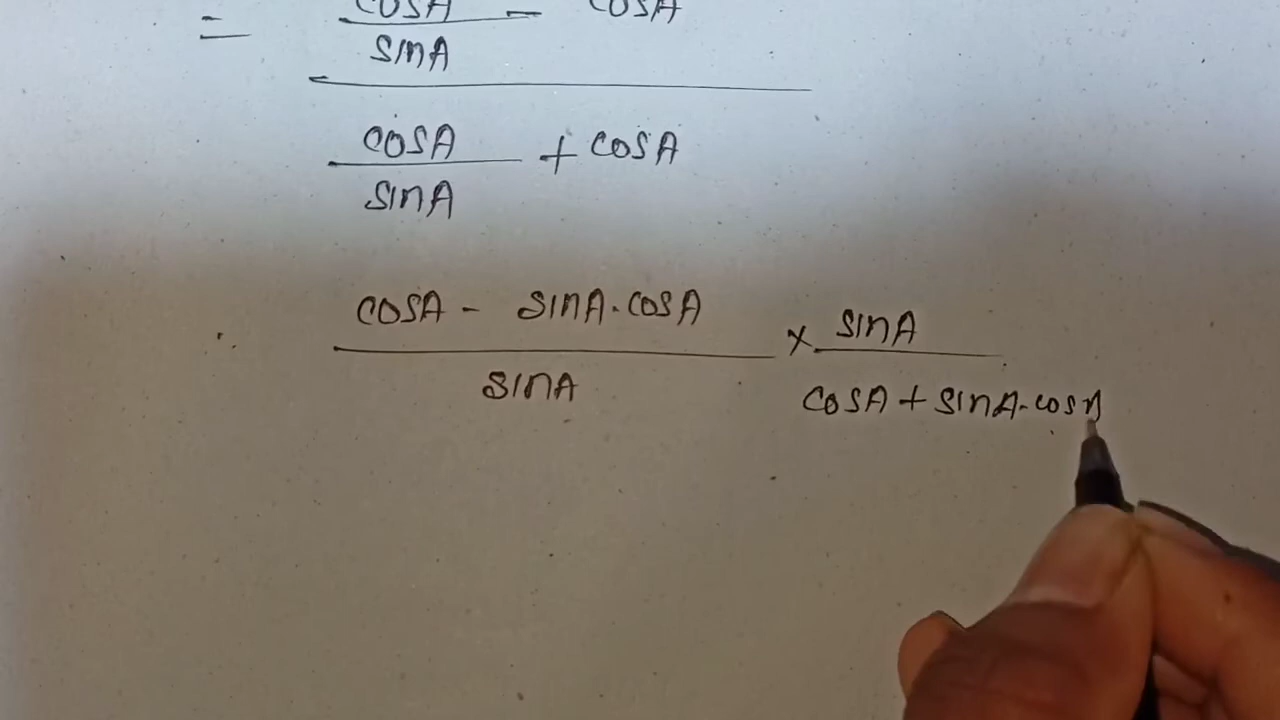 = cosA - cosA
sinA
cosA + cosA
sinA
cosA - sinA.cosA × sinA
sinA cosA + sinA.cosA